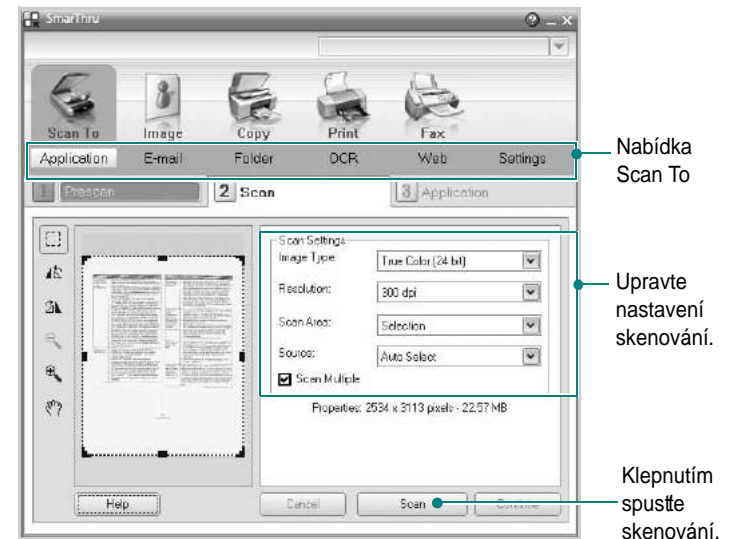 SmarThru
Scan To Image Copy Print Fax
Application E-mail Folder OCR Web Settings
Nabídka
Scan To
1 Prescan 2 Scan 3 Application
Scan Settings
Image Type: True Color (24 bit)
Resolution: 300 dpi
Scan Area: Selection
Source: Auto Select
Scan Multiple
Properties: 2534 x 3113 pixels - 22.57 MB
Upravte
nastavení
skenování.
Help Cancel Scan Continue
Klepnutím
spusťte
skenování.